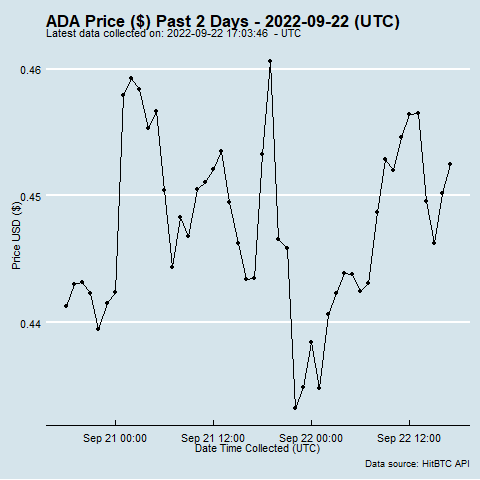 ADA Price ($) Past 2 Days - 2022-09-22 (UTC)
Latest data collected on: 2022-09-22 17:03:46 - UTC
0.46
0.45
0.44
Price USD ($)
Sep 21 00:00
Sep 21 12:00
Sep 22 00:00
Sep 22 12:00
Date Time Collected (UTC)
Data source: HitBTC API